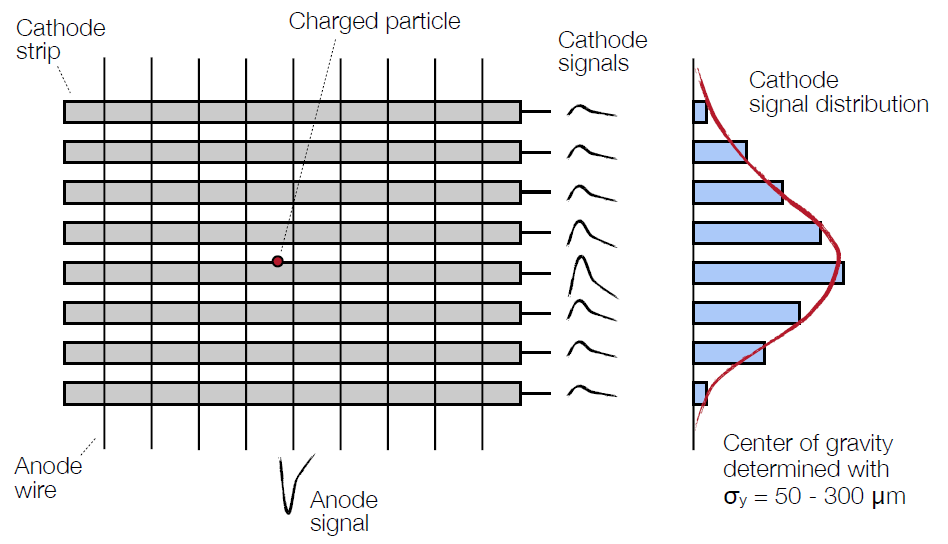 Cathode
strip
Charged particle
Cathode
signals
Cathode
signal distribution
Anode
wire
Anode
signal
Center of gravity
determined with
σy = 50 - 300 μm